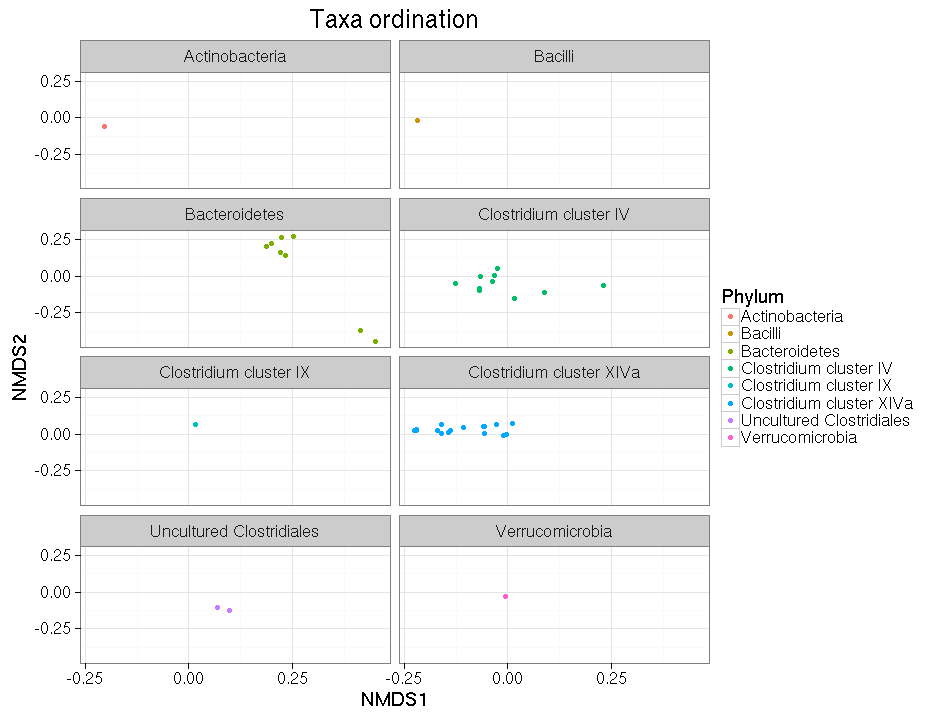 Taxa ordination
Actinobacteria
Bacilli
0.25
0.00
-0.25
Bacteroidetes
Clostridium cluster IV
0.25
0.00
-0.25
Clostridium cluster IX
Clostridium cluster XIVa
0.25
0.00
-0.25
Uncultured Clostridiales
Verrucomicrobia
0.25
0.00
-0.25
-0.25 0.00 0.25 -0.25 0.00 0.25
NMDS1
NMDS2
Phylum
Actinobacteria
Bacilli
Bacteroidetes
Clostridium cluster IV
Clostridium cluster IX
Clostridium cluster XIVa
Uncultured Clostridiales
Verrucomicrobia